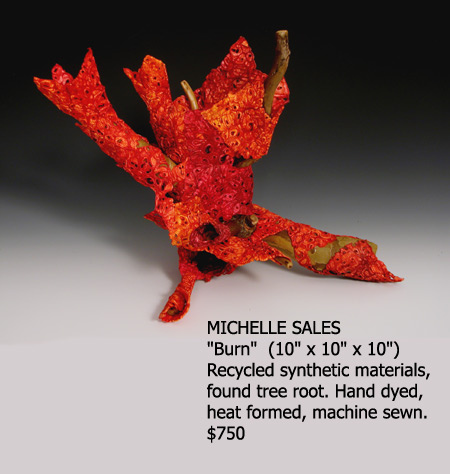 MICHELLE SALES
"Burn"  (10" x 10" x 10")
Recycled synthetic materials,
found tree root. Hand dyed,
heat formed, machine sewn.
$750